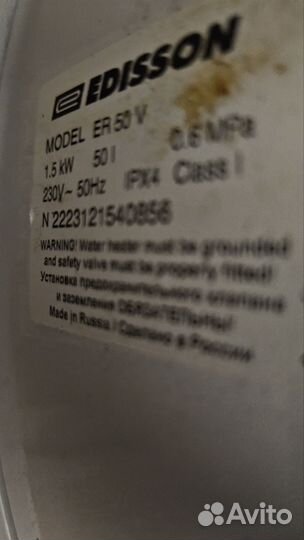 EDISSON
MODEL ER 50 V
1.5 kW 50 l 0.6 MPa
230V~ 50Hz IPX4 Class I
N 2223121540856
WARNING! Water heater must be grounded
and safety valve must be properly fitted!
Установка предохранительного клапана
и заземление ОБЯЗАТЕЛЬНЫ!
Made in Russia / Сделано в России
Avito